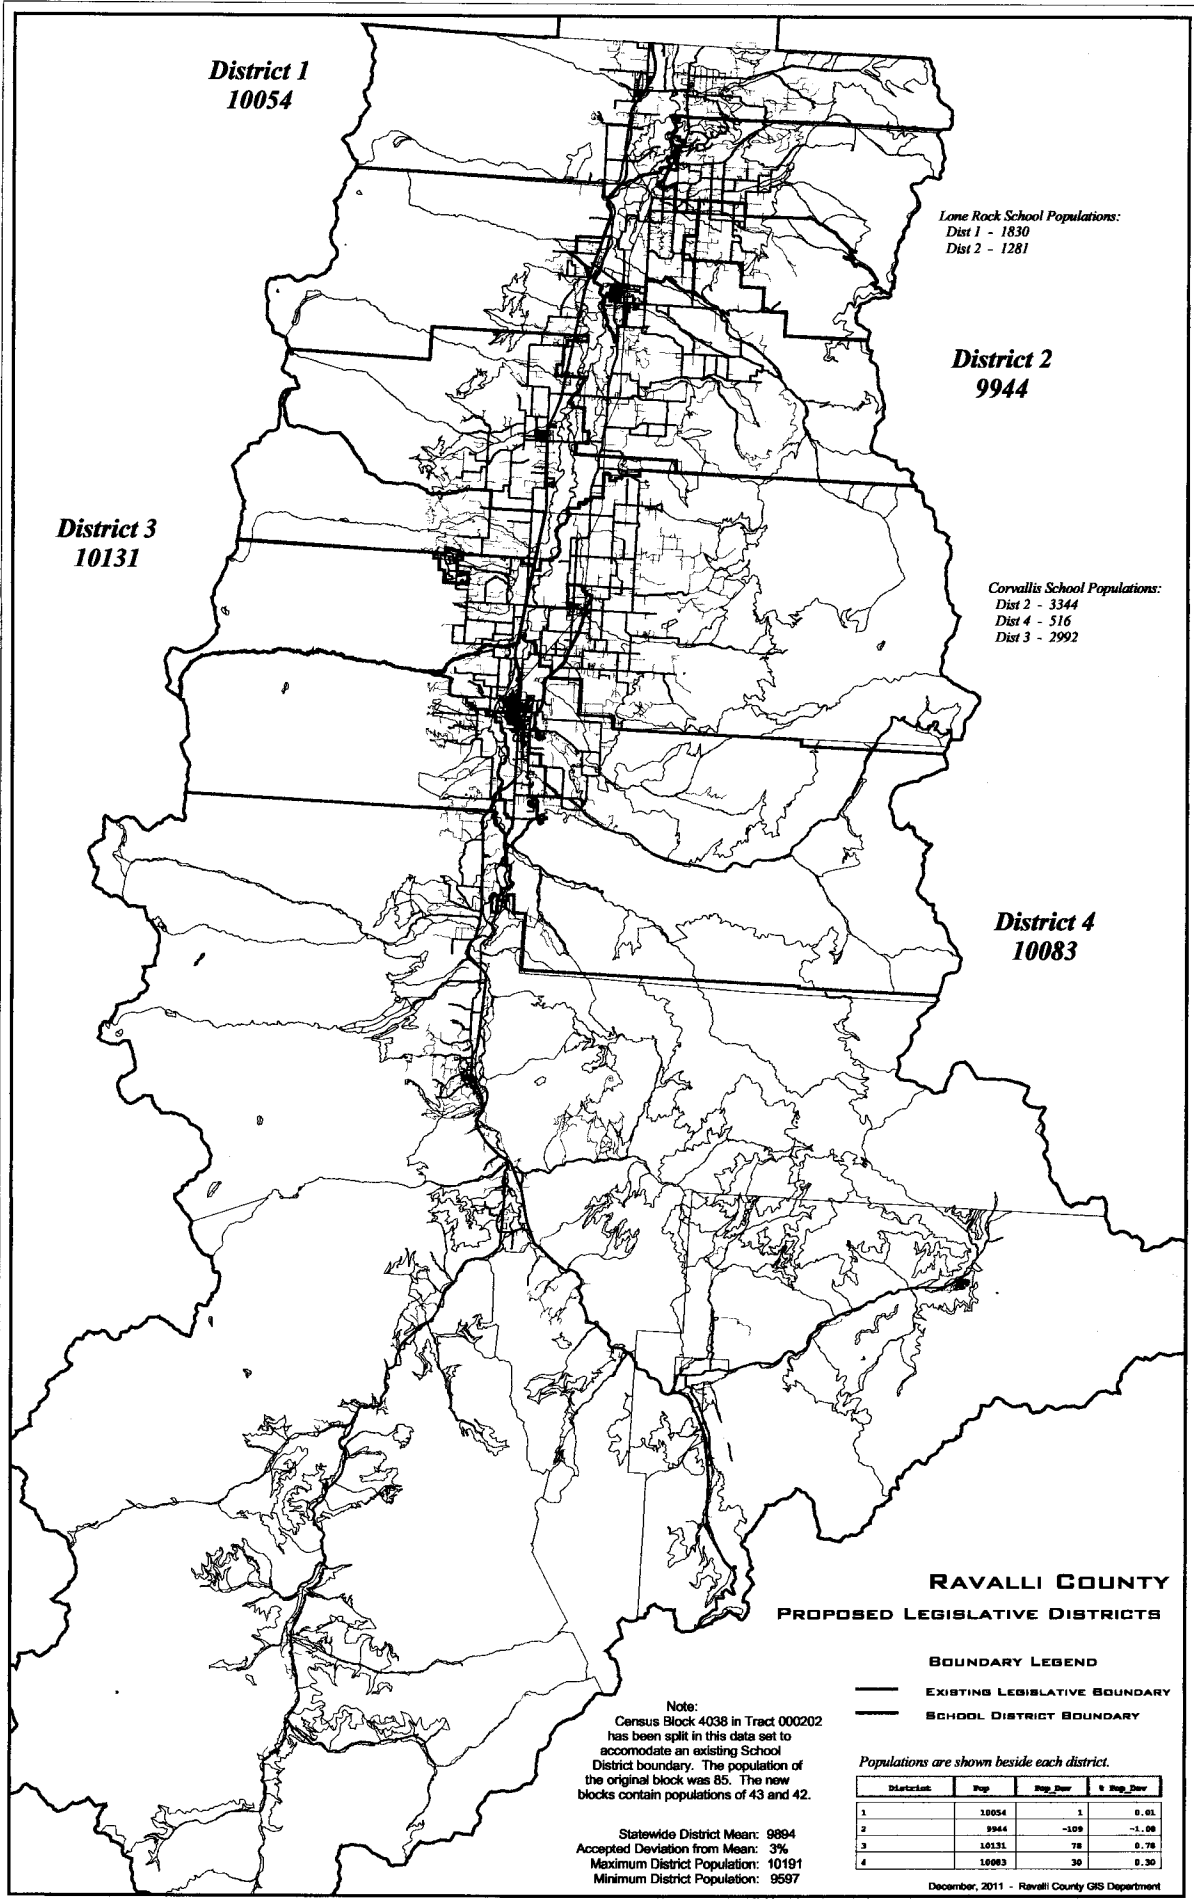 District 1
10054
Lone Rock School Populations:
Dist 1 - 1830
Dist 2 - 1281
District 2
9944
District 3
10131
Corvallis School Populations:
Dist 2 - 3344
Dist 4 - 516
Dist 3 - 2992
District 4
10083
RAVALLI COUNTY
PROPOSED LEGISLATIVE DISTRICTS
BOUNDARY LEGEND
EXISTING LEGISLATIVE BOUNDARY
SCHOOL DISTRICT BOUNDARY
Note:
Census Block 4038 in Tract 000202
has been split in this data set to
accomodate an existing School
District boundary. The population of
the original block was 85. The new
blocks contain populations of 43 and 42.
Statewide District Mean: 9894
Accepted Deviation from Mean: 3%
Maximum District Population: 10191
Minimum District Population: 9597
Populations are shown beside each district.
District Pop Pop_Dev % Pop_Dev
1 10054 1 0.01
2 9944 -109 -1.08
3 10131 78 0.78
4 10083 30 0.30
December, 2011 - Ravalli County GIS Department